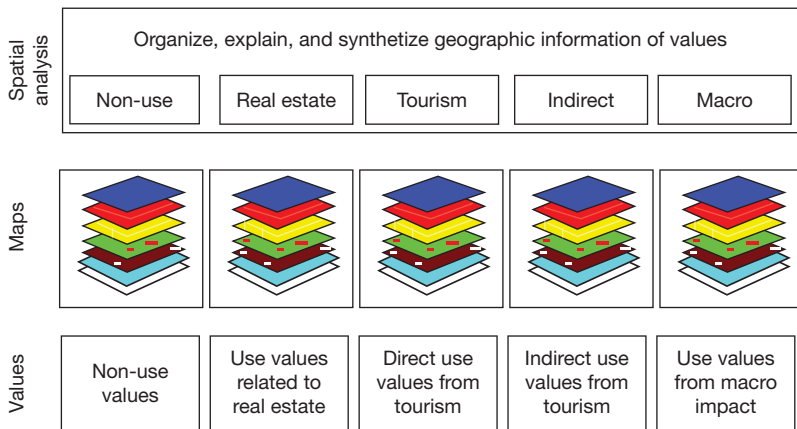 Spatial
analysis
Organize, explain, and synthetize geographic information of values
Non-use
Real estate
Tourism
Indirect
Macro
Maps
Values
Non-use
values
Use values
related to
real estate
Direct use
values from
tourism
Indirect use
values from
tourism
Use values
from macro
impact